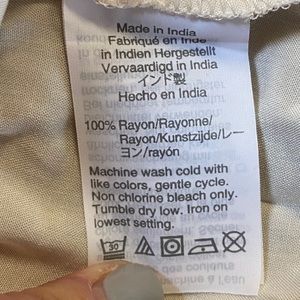 Made in India
Fabriqué en Inde
in Indien Hergestellt
Vervaardigd in India
インド製
Hecho en India
100% Rayon/Rayonne/
Rayon/Kunstzijde/レー
ヨン/rayón
Machine wash cold with
like colors, gentle cycle.
Non chlorine bleach only.
Tumble dry low. Iron on
lowest setting.
30